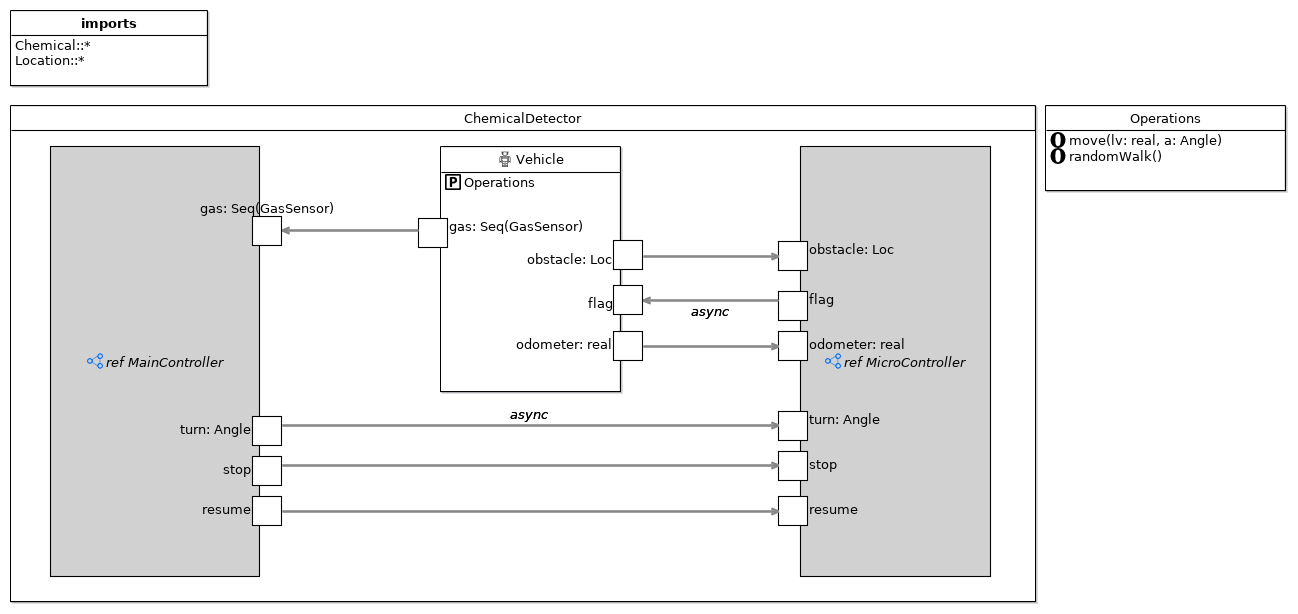 imports
Chemical::*
Location::*
ChemicalDetector
Operations
move(lv: real, a: Angle)
randomWalk()
Vehicle
P Operations
gas: Seq(GasSensor)
gas: Seq(GasSensor)
obstacle: Loc
obstacle: Loc
flag
async
flag
odometer: real
odometer: real
ref MainController
ref MicroController
async
turn: Angle
turn: Angle
stop
stop
resume
resume